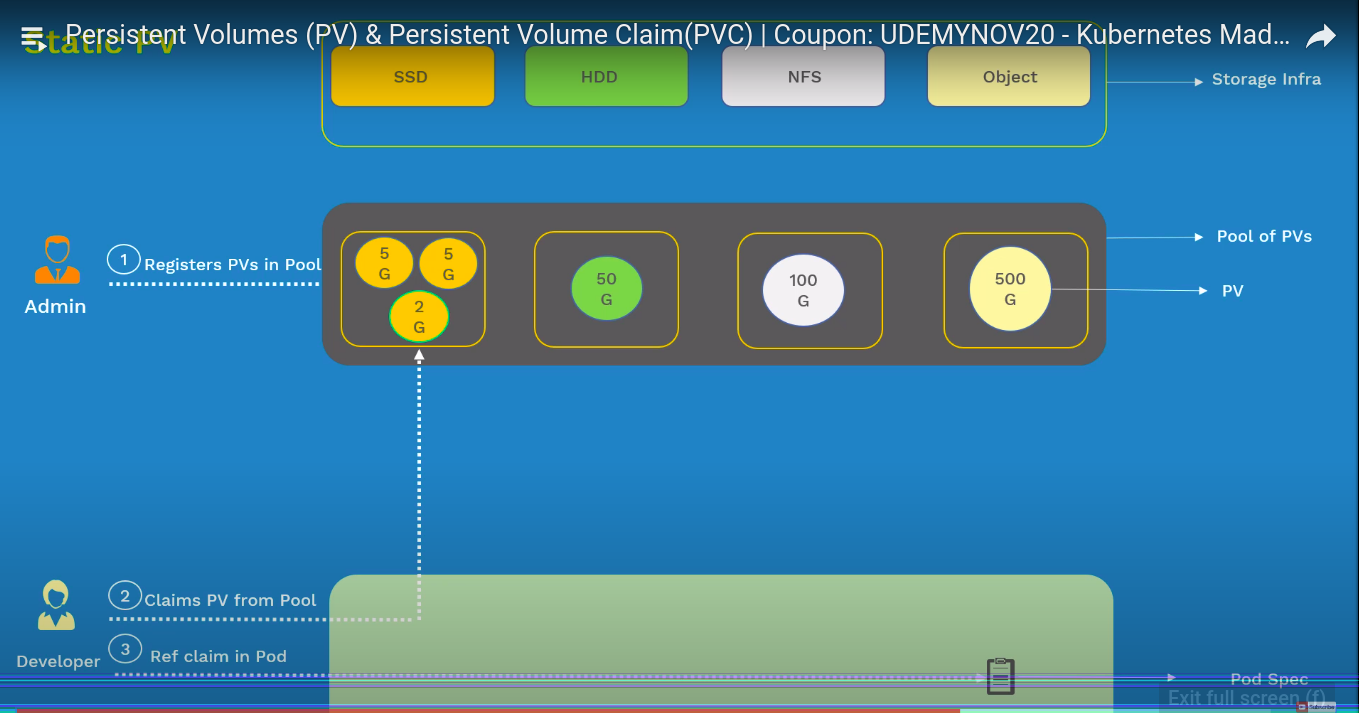 Persistent Volumes (PV) & Persistent Volume Claim(PVC) | Coupon: UDEMYNOV20 - Kubernetes Mad...
Static PV
SSD
HDD
NFS
Object
Storage Infra
Admin
1
Registers PVs in Pool
5
G
5
G
2
G
50
G
100
G
500
G
Pool of PVs
PV
Developer
2
Claims PV from Pool
3
Ref claim in Pod
Pod Spec
Exit full screen (f)
Subscribe